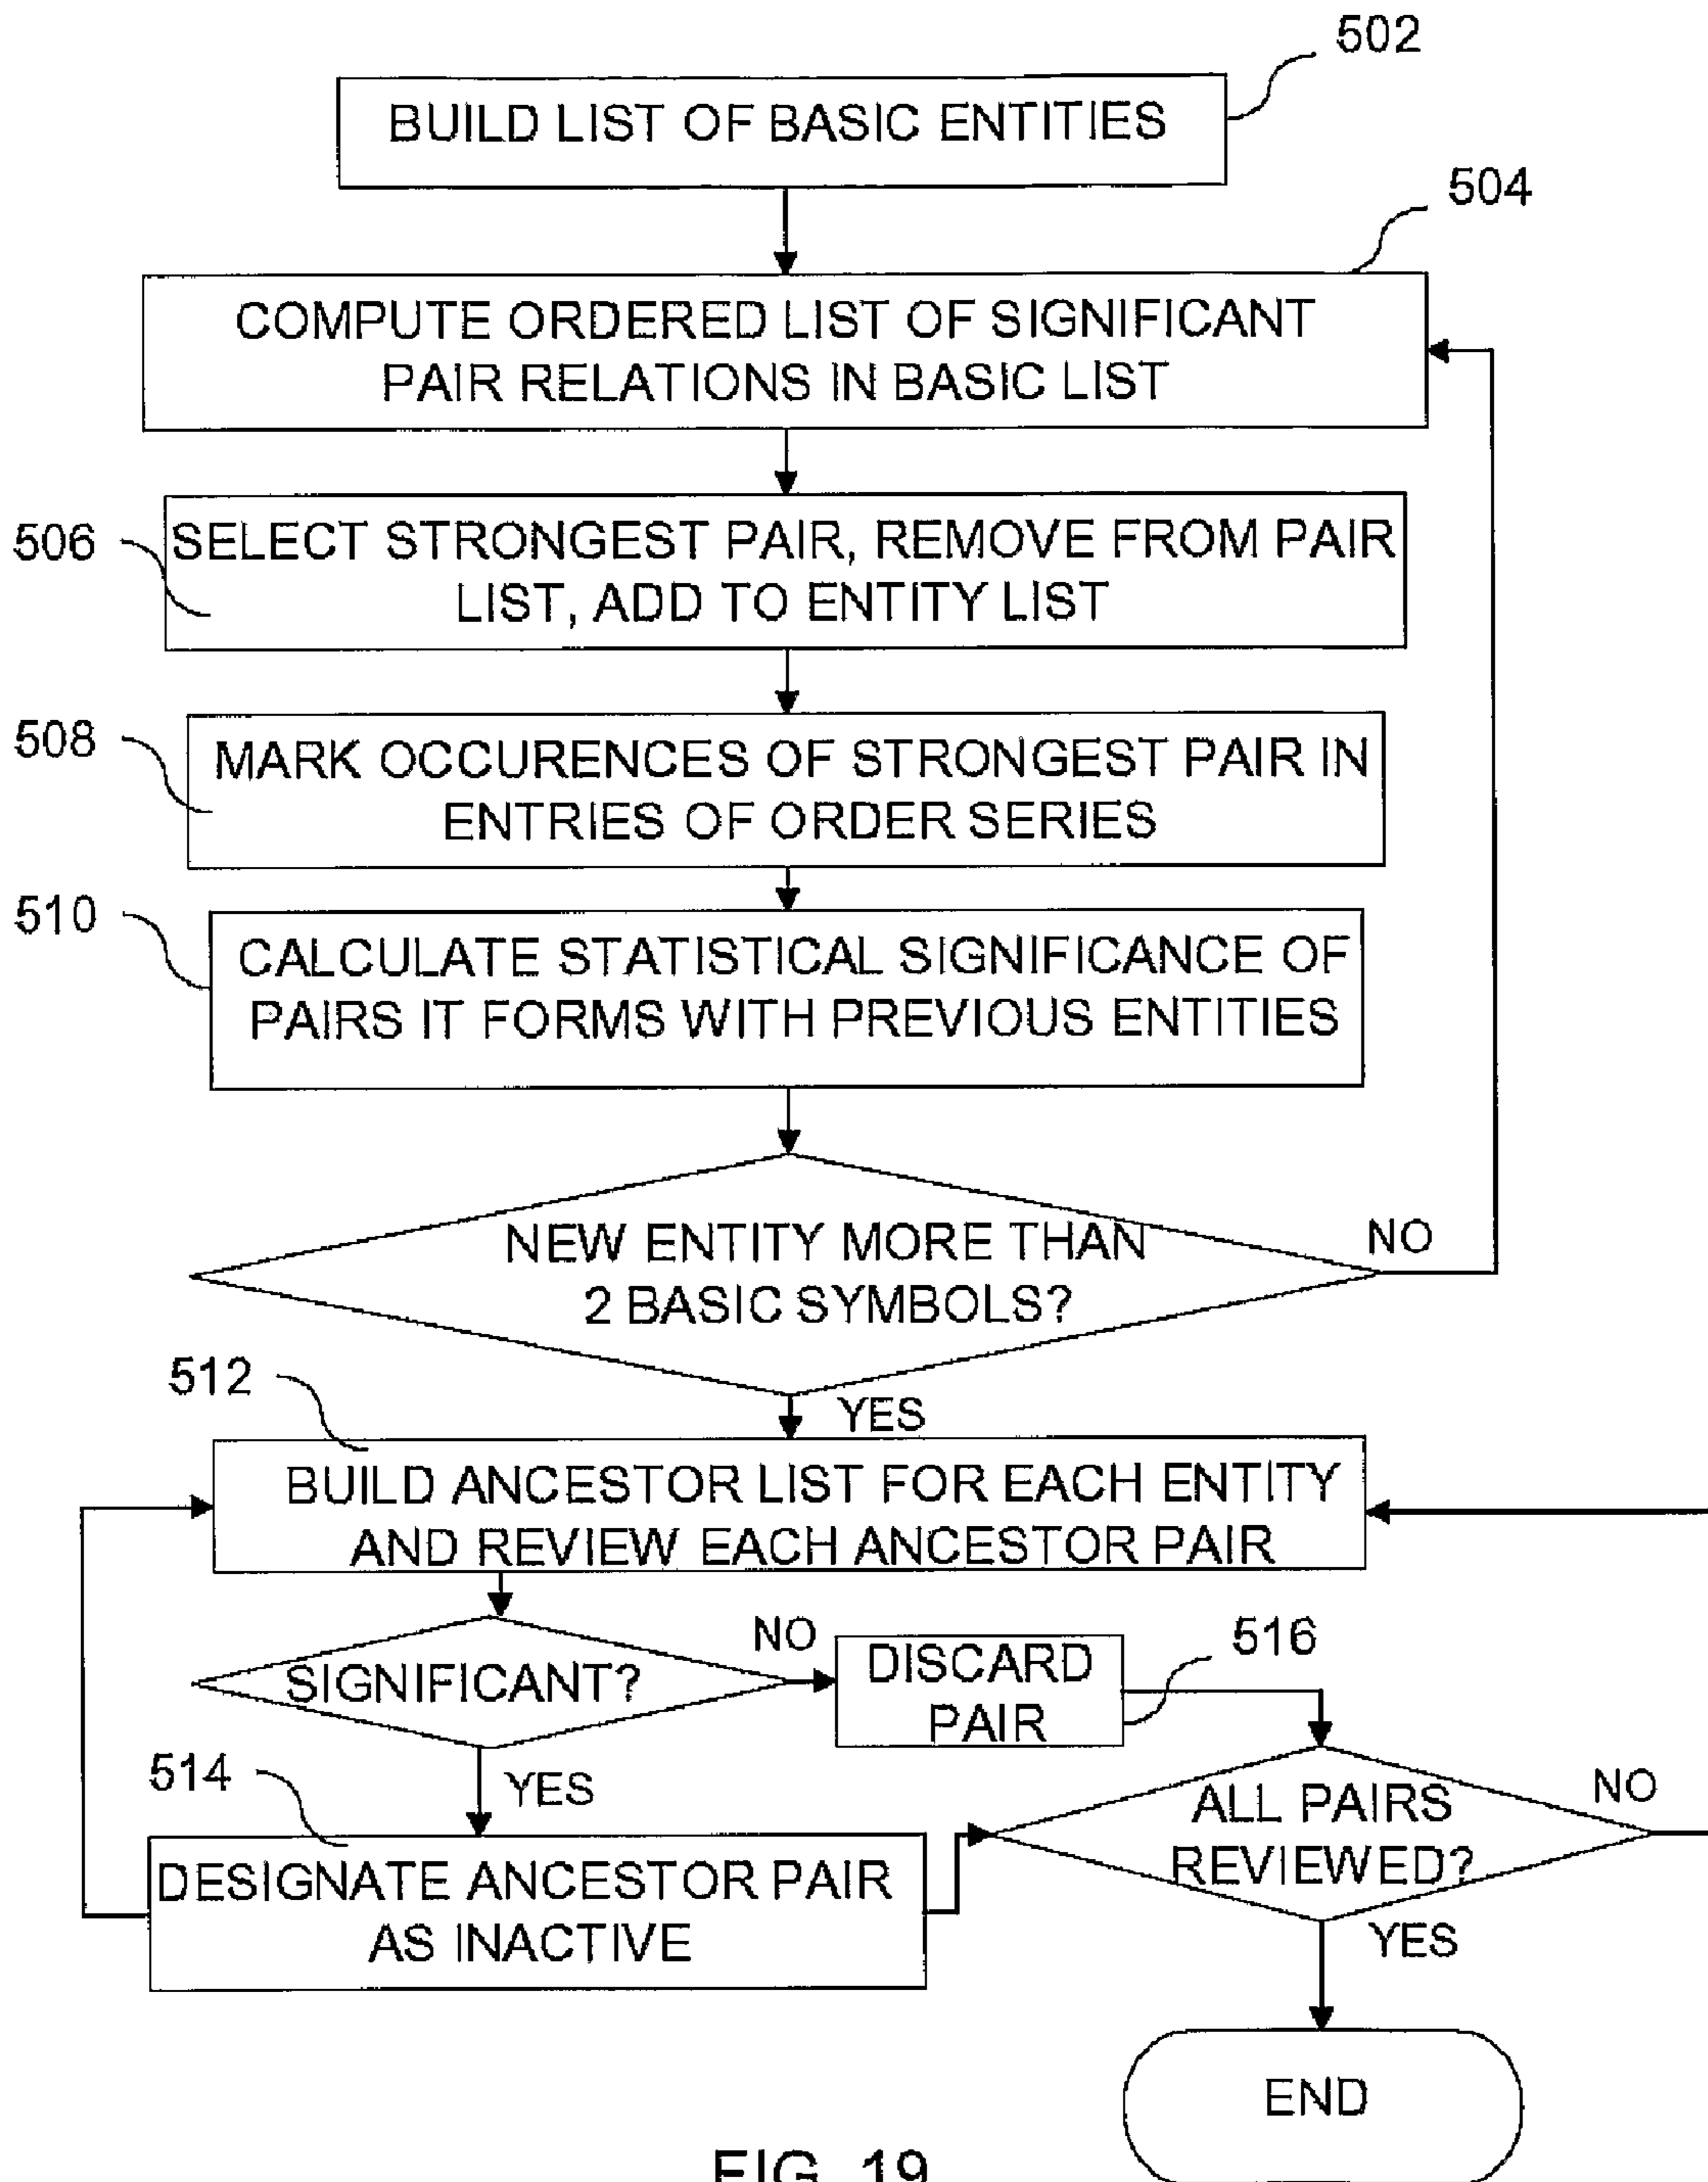 502
BUILD LIST OF BASIC ENTITIES
504
COMPUTE ORDERED LIST OF SIGNIFICANT
PAIR RELATIONS IN BASIC LIST
506
SELECT STRONGEST PAIR, REMOVE FROM PAIR
LIST, ADD TO ENTITY LIST
508
MARK OCCURENCES OF STRONGEST PAIR IN
ENTRIES OF ORDER SERIES
510
CALCULATE STATISTICAL SIGNIFICANCE OF
PAIRS IT FORMS WITH PREVIOUS ENTITIES
NEW ENTITY MORE THAN
2 BASIC SYMBOLS?
NO
YES
512
BUILD ANCESTOR LIST FOR EACH ENTITY
AND REVIEW EACH ANCESTOR PAIR
SIGNIFICANT?
NO
DISCARD
PAIR
516
YES
514
DESIGNATE ANCESTOR PAIR
AS INACTIVE
ALL PAIRS
REVIEWED?
NO
YES
END
FIG. 19